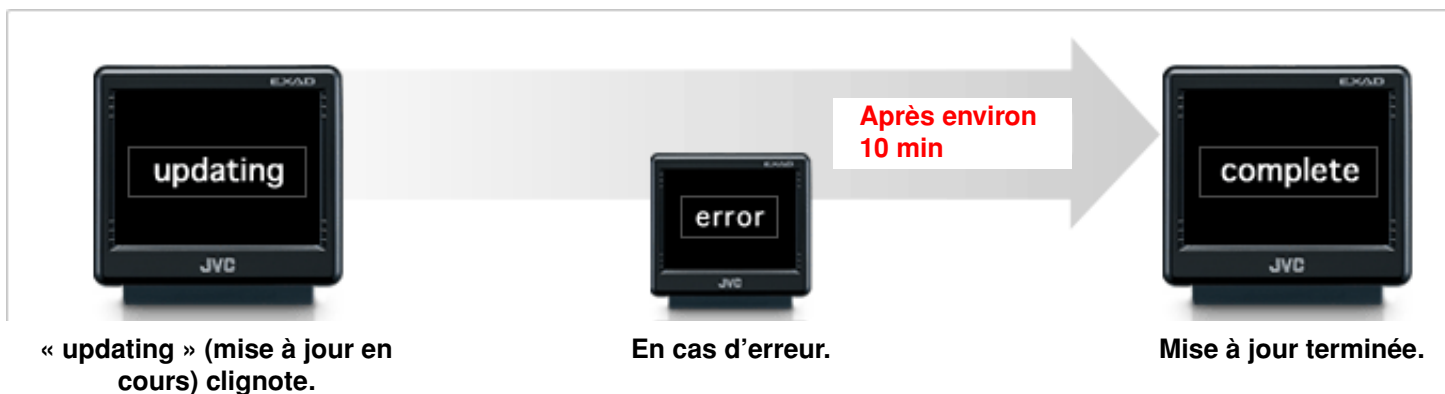 EXAD
updating
JVC
« updating » (mise à jour en
cours) clignote.
EXAD
error
JVC
En cas d’erreur.
Après environ
10 min
EXAD
complete
JVC
Mise à jour terminée.